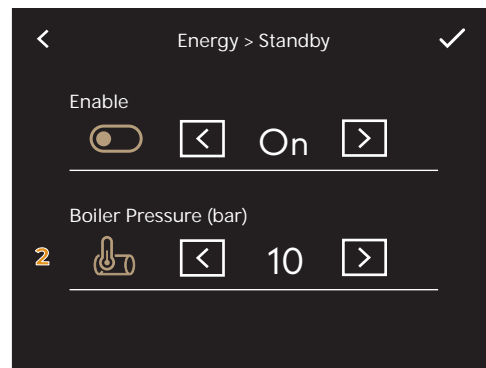 Energy > Standby
Enable
On
Boiler Pressure (bar)
2
10